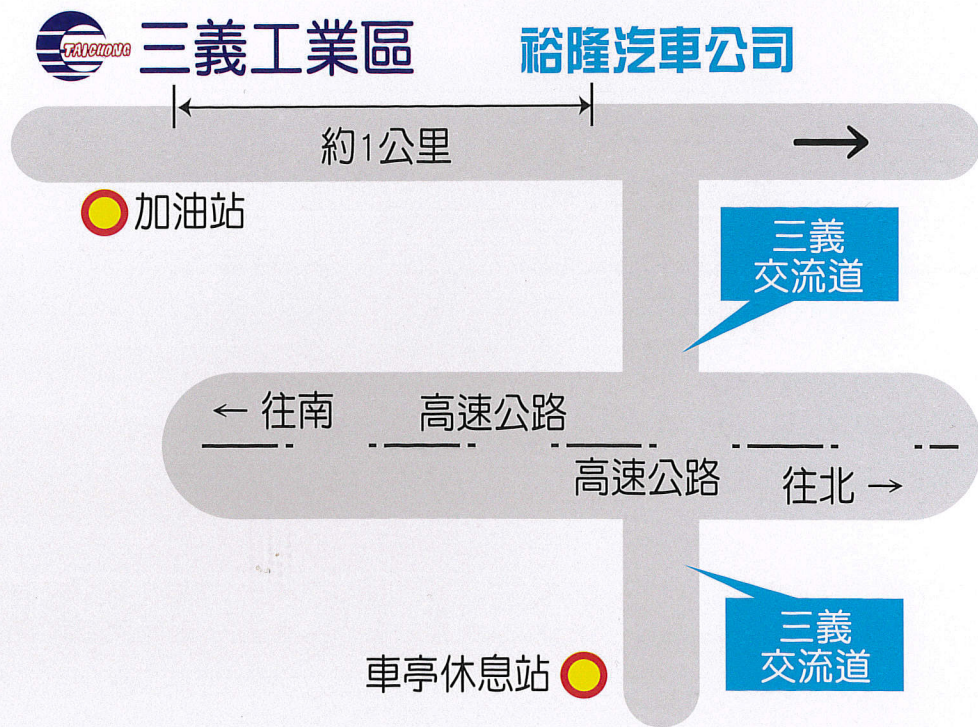 TAICHONG
三義工業區
裕隆汽車公司
約1公里
→
加油站
三義
交流道
← 往南
高速公路
高速公路
往北 →
三義
交流道
車亭休息站